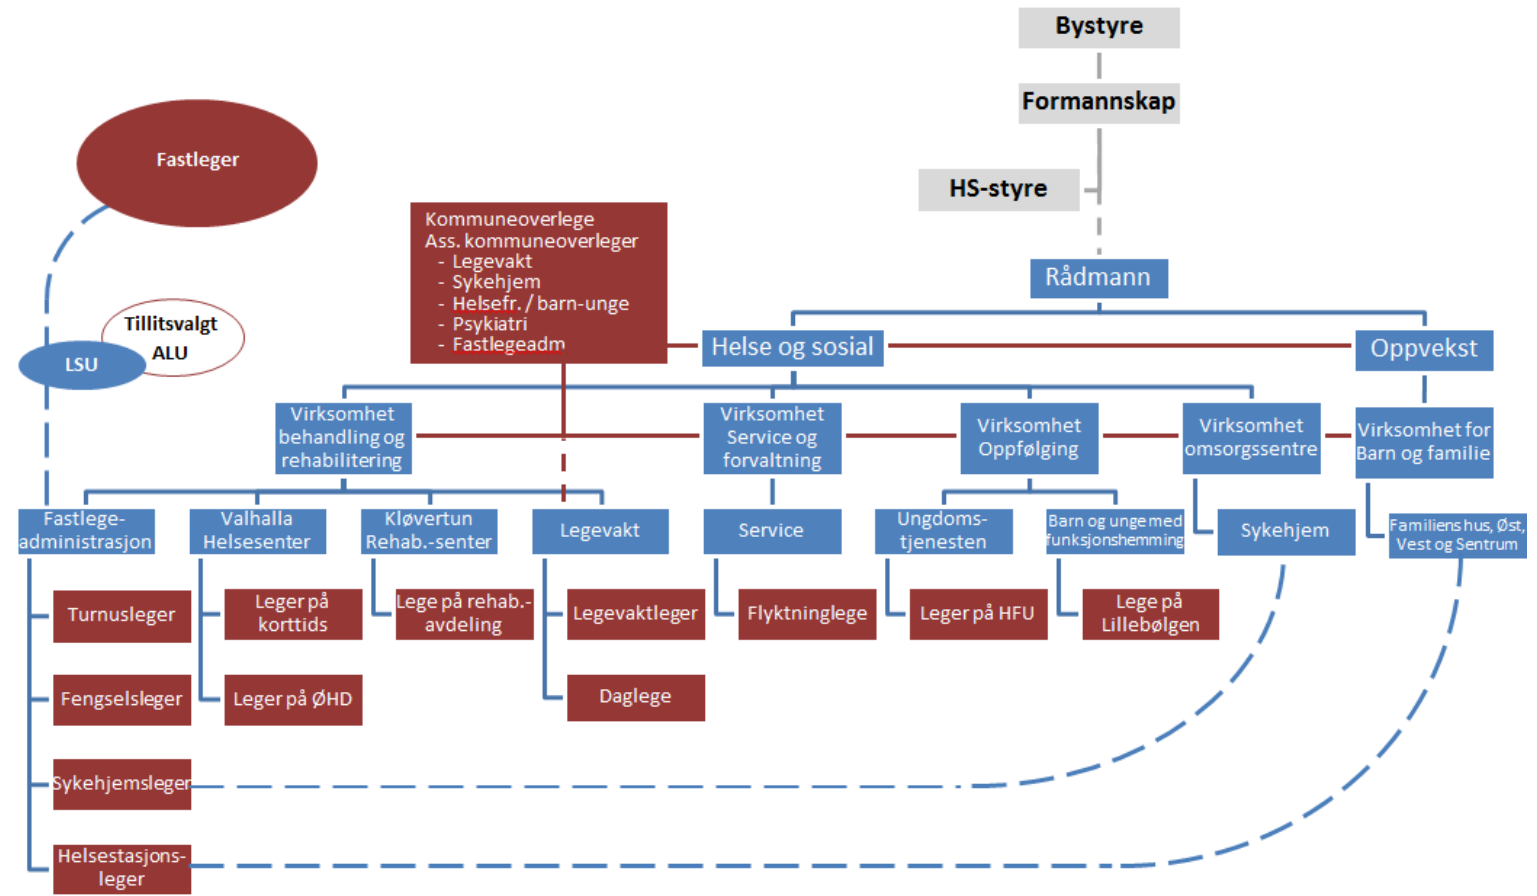 Bystyre
Formannskap
HS-styre
Rådmann
Fastleger
Kommuneoverlege
Ass. kommuneoverleger
- Legevakt
- Sykehjem
- Helsefr. / barn-unge
- Psykiatri
- Fastlegeadm
Tillitsvalgt
ALU
LSU
Helse og sosial
Oppvekst
Virksomhet
behandling og
rehabilitering
Virksomhet
Service og
forvaltning
Virksomhet
Oppfølging
Virksomhet
omsorgssentre
Virksomhet for
Barn og familie
Fastlege-
administrasjon
Valhalla
Helsesenter
Kløvertun
Rehab.-senter
Legevakt
Service
Ungdoms-
tjenesten
Barn og unge med
funksjonshemming
Sykehjem
Familiens hus, Øst,
Vest og Sentrum
Turnusleger
Leger på
korttids
Lege på rehab.-
avdeling
Legevaktleger
Flyktninglege
Leger på HFU
Lege på
Lillebølgen
Fengselsleger
Leger på ØHD
Daglege
Sykehjemsleger
Helsestasjons-
leger